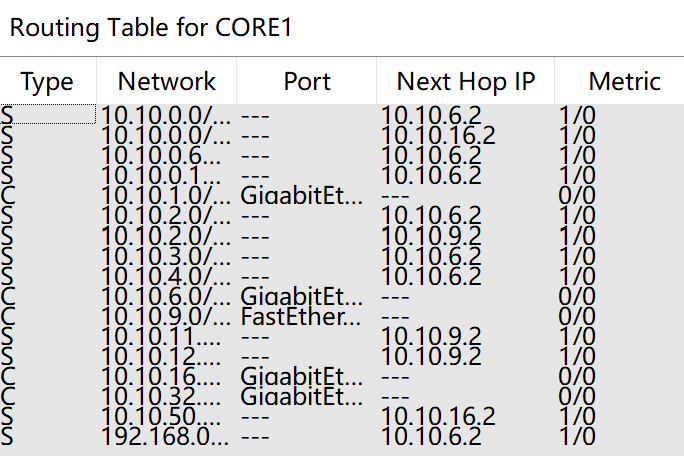 Routing Table for CORE1
Type Network Port Next Hop IP Metric
S 10.10.0.0/... --- 10.10.6.2 1/0
S 10.10.0.0/... --- 10.10.16.2 1/0
S 10.10.0.6... --- 10.10.6.2 1/0
S 10.10.0.1... --- 10.10.6.2 1/0
C 10.10.1.0/... GigabitEt... --- 0/0
S 10.10.2.0/... --- 10.10.6.2 1/0
S 10.10.2.0/... --- 10.10.9.2 1/0
S 10.10.3.0/... --- 10.10.6.2 1/0
S 10.10.4.0/... --- 10.10.6.2 1/0
C 10.10.6.0/... GigabitEt... --- 0/0
C 10.10.9.0/... FastEther... --- 0/0
S 10.10.11.... --- 10.10.9.2 1/0
S 10.10.12.... --- 10.10.9.2 1/0
C 10.10.16.... GigabitEt... --- 0/0
C 10.10.32.... GigabitEt... --- 0/0
S 10.10.50.... --- 10.10.16.2 1/0
S 192.168.0... --- 10.10.6.2 1/0